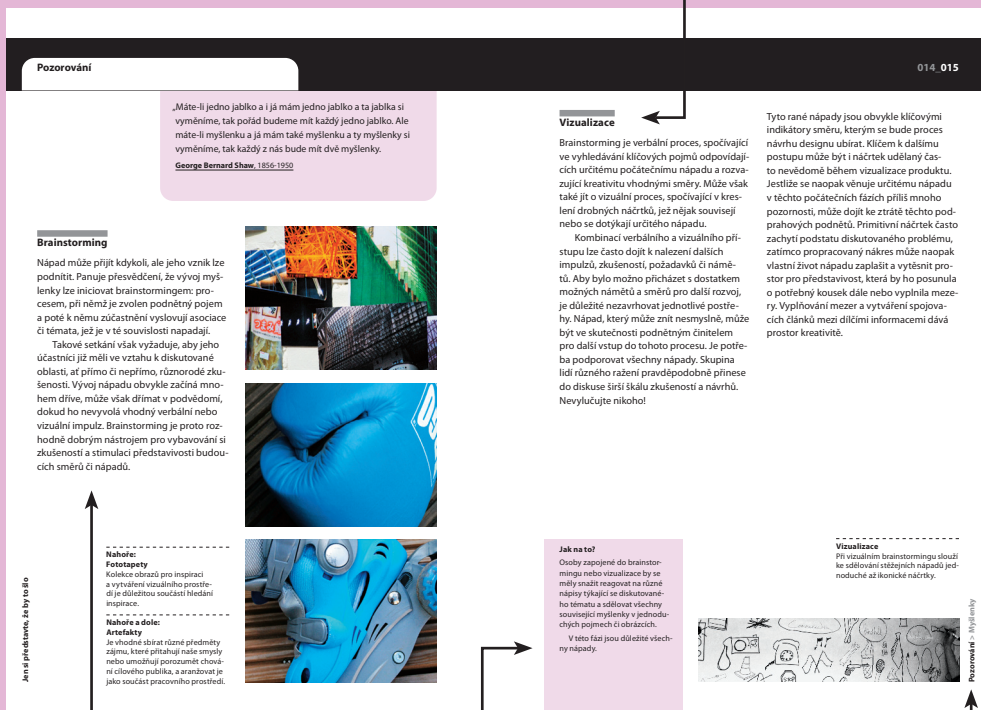 Pozorování
014_015
„Máte-li jedno jablko a i já mám jedno jablko a ta jablka si
vyměníme, tak pořád budeme mít každý jedno jablko. Ale
máte-li myšlenku a já mám také myšlenku a ty myšlenky si
vyměníme, tak každý z nás bude mít dvě myšlenky.
George Bernard Shaw, 1856-1950
Brainstorming
Nápad může přijít kdykoli, ale jeho vznik lze
podnítit. Panuje přesvědčení, že vývoj myš-
lenky lze iniciovat brainstormingem: pro-
cesem, při němž je zvolen podnětný pojem
a poté k němu zúčastnění vyslovují asociace
či témata, jež je v té souvislosti napadají.
Takové setkání však vyžaduje, aby jeho
účastníci již měli ve vztahu k diskutované
oblasti, ať přímo či nepřímo, různorodé zku-
šenosti. Vývoj nápadu obvykle začíná mno-
hem dříve, může však dřímat v podvědomí,
dokud ho nevyvolá vhodný verbální nebo
vizuální impulz. Brainstorming je proto roz-
hodně dobrým nástrojem pro vybavování si
zkušeností a stimulaci představivosti budou-
cích směrů či nápadů.
Nahoře:
Fototapety
Kolekce obrazů pro inspiraci
a vytváření vizuálního prostře-
dí je důležitou součástí hledání
inspirace.
Nahoře a dole:
Artefakty
Je vhodné sbírat různé předměty
zájmu, které přitahují naše smysly
nebo umožňují porozumět chová-
ní cílového publika, a aranžovat je
jako součást pracovního prostředí.
Jen si představte, že by to šlo
Vizualizace
Brainstorming je verbální proces, spočívající
ve vyhledávání klíčových pojmů odpovídají-
cích určitému počátečnímu nápadu a rozva-
zující kreativitu vhodnými směry. Může však
také jít o vizuální proces, spočívající v kres-
lení drobných náčrtků, jež nějak souvisejí
nebo se dotýkají určitého nápadu.
Kombinací verbálního a vizuálního pří-
stupu lze často dojít k nalezení dalších
impulzů, zkušeností, požadavků či námě-
tů. Aby bylo možno přicházet s dostatkem
možných námětů a směrů pro další rozvoj,
je důležité nezavrhovat jednotlivé postře-
hy. Nápad, který může znít nesmyslně, může
být ve skutečnosti podnětným činitelem
pro další vstup do tohoto procesu. Je potře-
ba podporovat všechny nápady. Skupina
lidí různého ražení pravděpodobně přinese
do diskuse širší škálu zkušeností a návrhů.
Nevylučujte nikoho!
Tyto rané nápady jsou obvykle klíčovými
indikátory směru, kterým se bude proces
návrhu designu ubírat. Klíčem k dalšímu
postupu může být i náčrtek udělaný čas-
to nevědomě během vizualizace produktu.
Jestliže se naopak věnuje určitému nápadu
v těchto počátečních fázích příliš mnoho
pozornosti, může dojít ke ztrátě těchto pod-
prahových podnětů. Primitivní náčrtek často
zachytí podstatu diskutovaného problému,
zatímco propracovaný nákres může naopak
vlastní život nápadu zaplašit a vytěsnit pro-
stor pro představivost, která by ho posunula
o potřebný kousek dále nebo vyplnila meze-
ry. Vyplňování mezer a vytváření spojova-
cích článků mezi dílčími informacemi dává
prostor kreativitě.
Jak na to?
Osoby zapojené do brainstor-
mingu nebo vizualizace by se
měly snažit reagovat na různé
nápisy týkající se diskutované-
ho tématu a sdělovat všechny
související myšlenky v jednodu-
chých pojmech či obrázcích.
V této fázi jsou důležité všech-
ny nápady.
Vizualizace
Při vizuálním brainstormingu slouží
ke sdělování stěžejních nápadů jed-
noduché až ikonické náčrtky.
STOP
Pozorování > Myšlenky